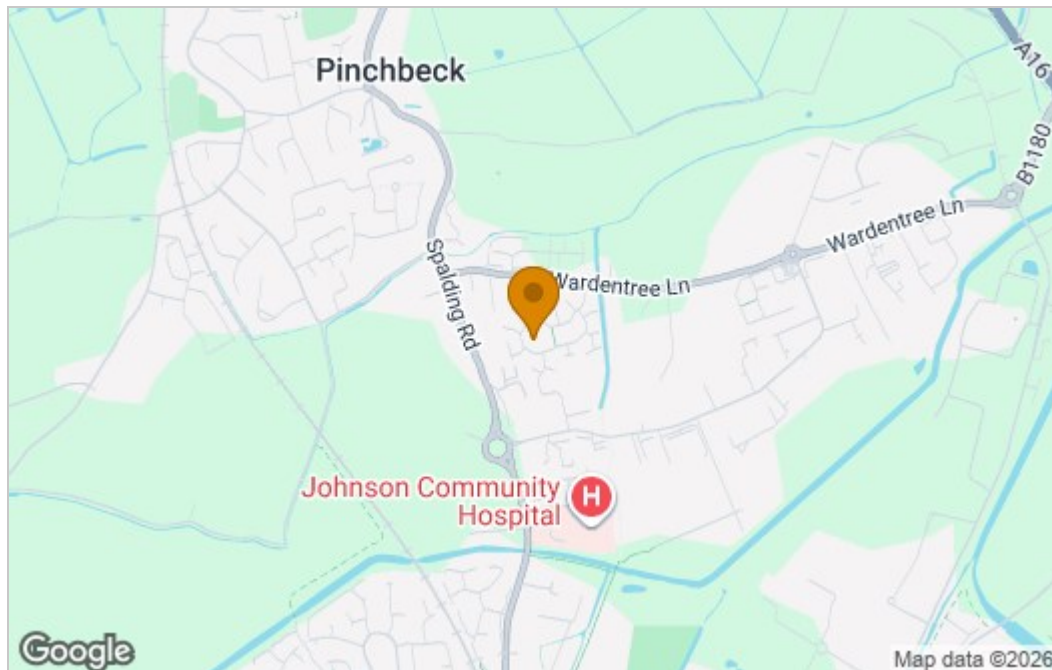 Pinchbeck
A16
B1180
Wardentree Ln
Wardentree Ln
Spalding Rd
Johnson Community
Hospital
H
Google
Map data ©2026